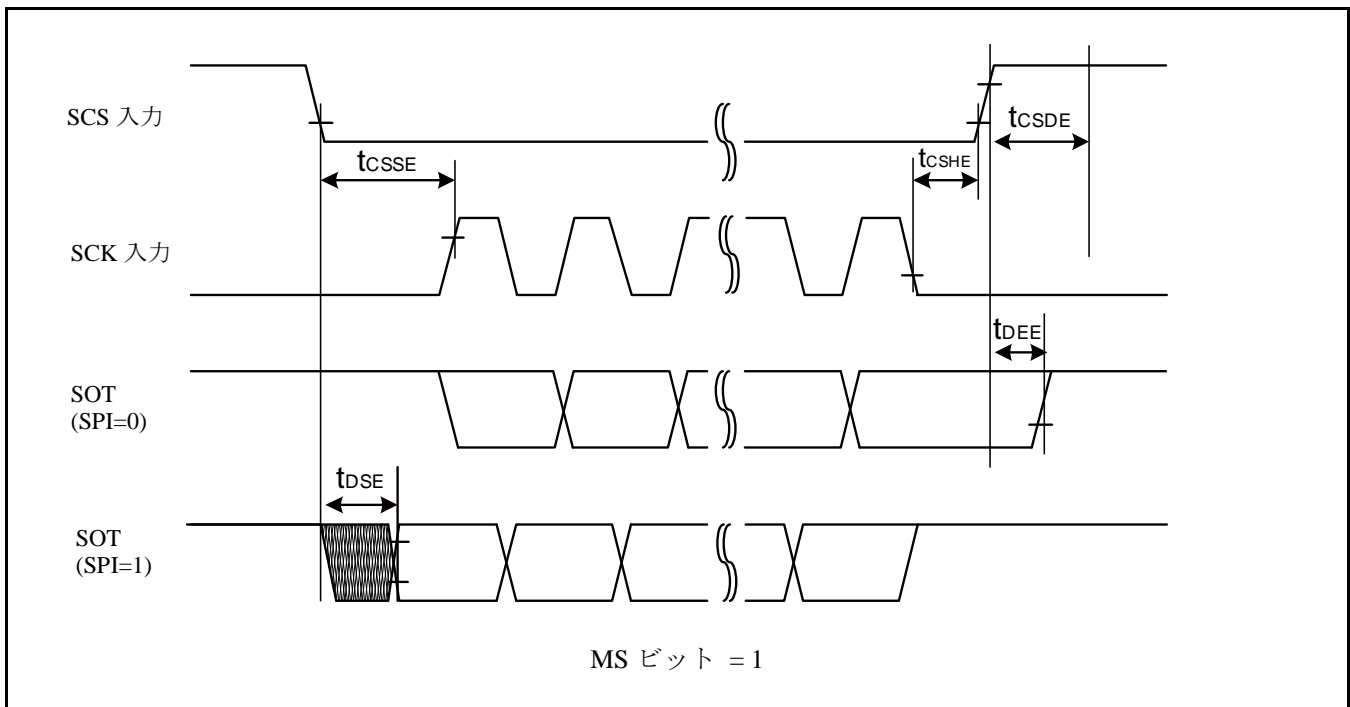 SCS 入力
tCSDE
tCSSE
tCSHE
SCK 入力
tDEE
SOT
(SPI=0)
tDSE
SOT
(SPI=1)
MS ビット = 1